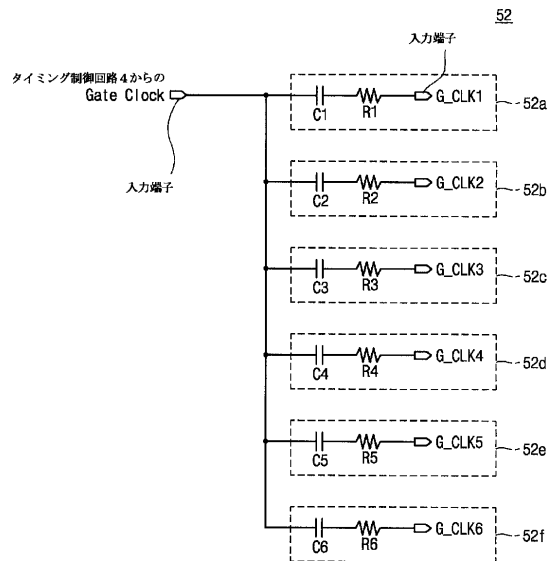 52
入力端子
タイミング制御回路4からの
Gate Clock
入力端子
C1 R1 G_CLK1 52a
C2 R2 G_CLK2 52b
C3 R3 G_CLK3 52c
C4 R4 G_CLK4 52d
C5 R5 G_CLK5 52e
C6 R6 G_CLK6 52f